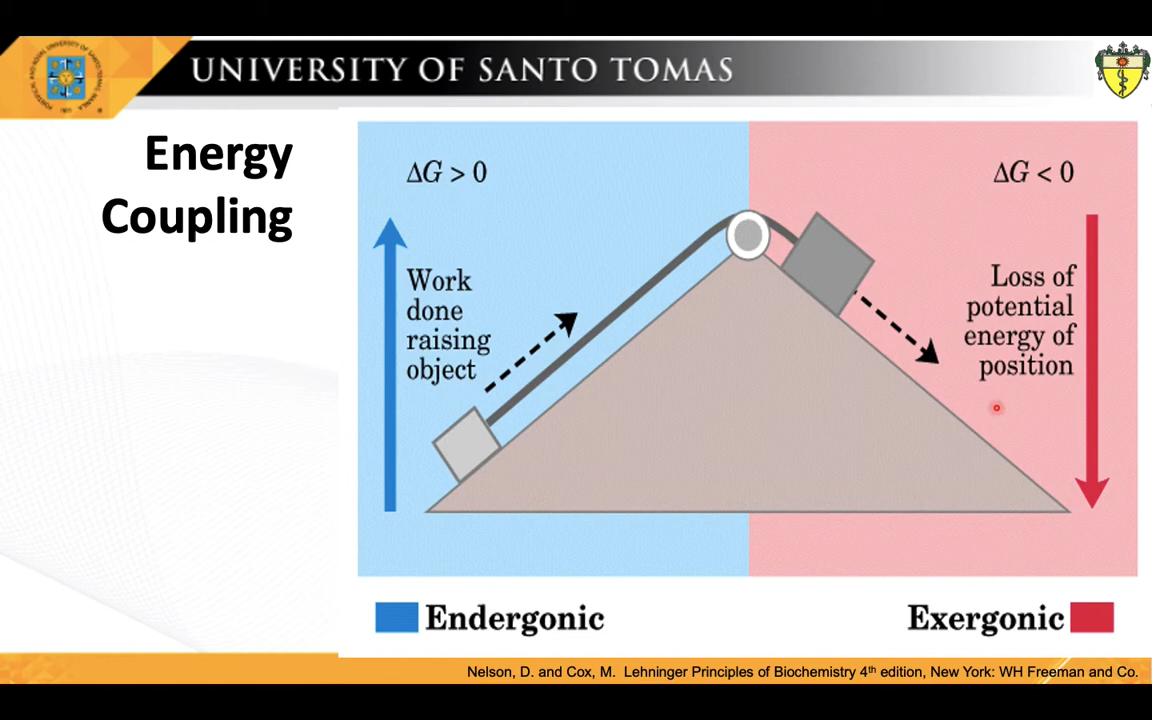 UNIVERSITY OF SANTO TOMAS
Energy
Coupling
ΔG > 0
ΔG < 0
Work
done
raising
object
Loss of
potential
energy of
position
Endergonic
Exergonic
Nelson, D. and Cox, M. Lehninger Principles of Biochemistry 4th edition, New York: WH Freeman and Co.